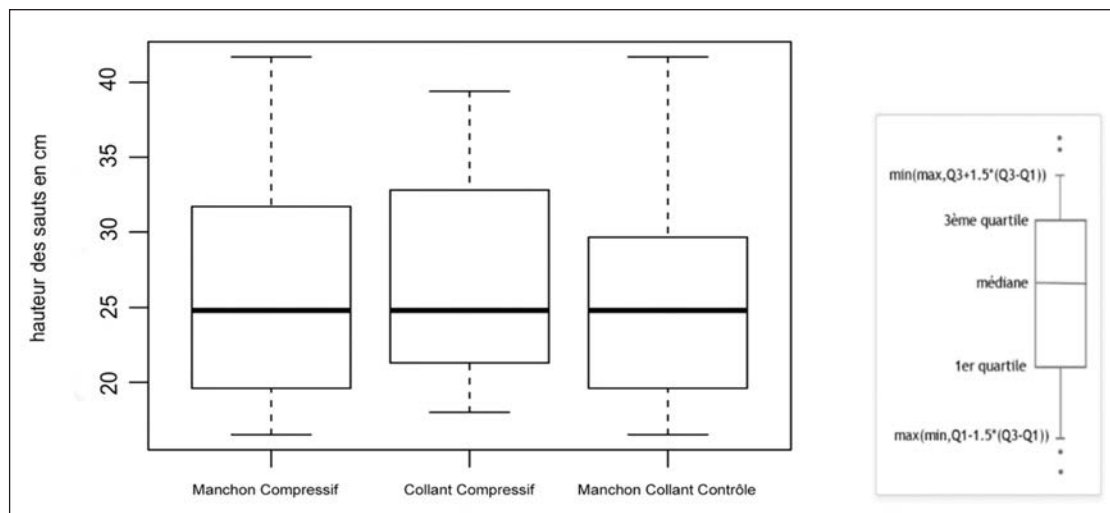 hauteur des sauts en cm
40
35
30
25
20
Manchon Compressif
Collant Compressif
Manchon Collant Contrôle
min(max,Q3+1.5*(Q3-Q1))
3ème quartile
médiane
1er quartile
max(min,Q1-1.5*(Q3-Q1))